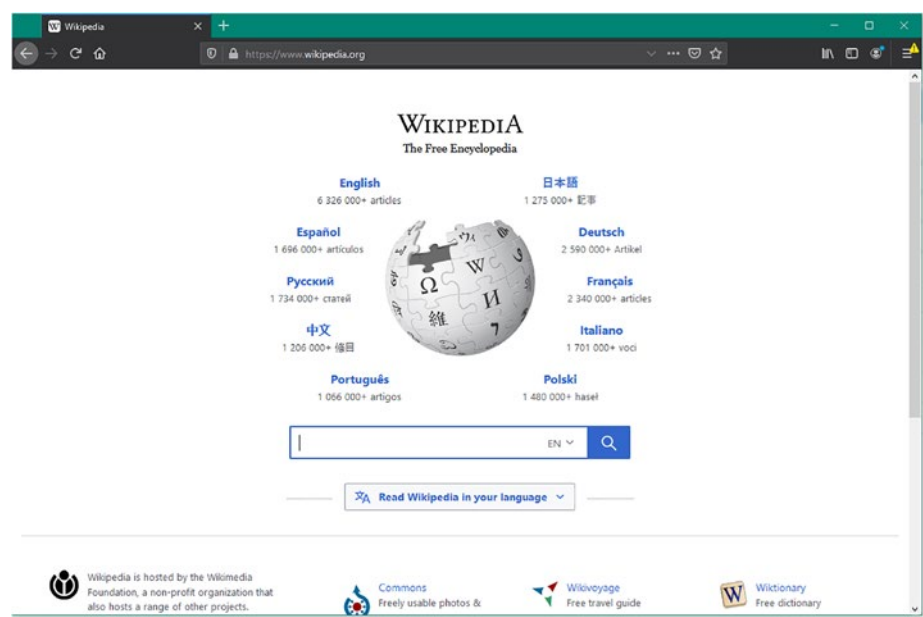 Wikipedia
https://www.wikipedia.org
WIKIPEDIA
The Free Encyclopedia
English
6 326 000+ articles
日本語
1 275 000+ 記事
Español
1 696 000+ artículos
Deutsch
2 590 000+ Artikel
Русский
1 734 000+ статей
Français
2 340 000+ articles
中文
1 206 000+ 條目
Italiano
1 701 000+ voci
Português
1 066 000+ artigos
Polski
1 480 000+ haseł
Ω
W
И
維
7
EN
Read Wikipedia in your language
Wikipedia is hosted by the Wikimedia
Foundation, a non-profit organization that
also hosts a range of other projects.
Commons
Freely usable photos &
Wikivoyage
Free travel guide
W
Wiktionary
Free dictionary